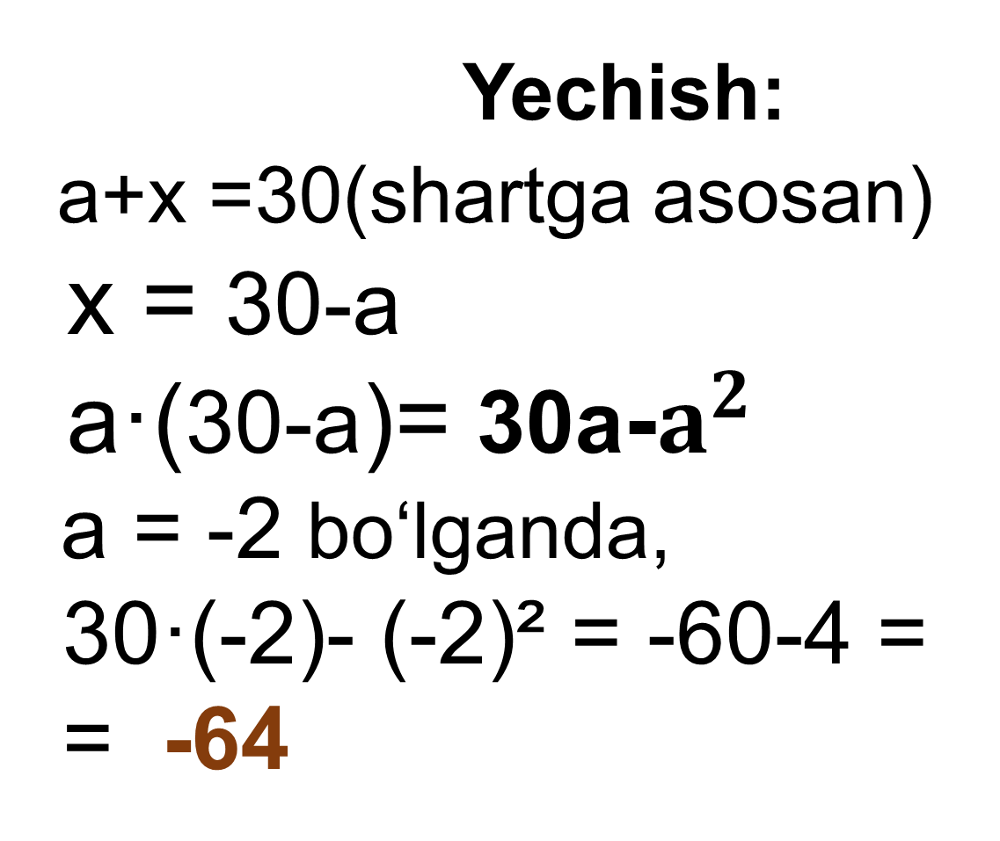 Yechish:
a+x =30(shartga asosan)
x = 30-a
a·(30-a)= 30a-a²
a = -2 bo‘lganda,
30·(-2)- (-2)² = -60-4 =
= -64